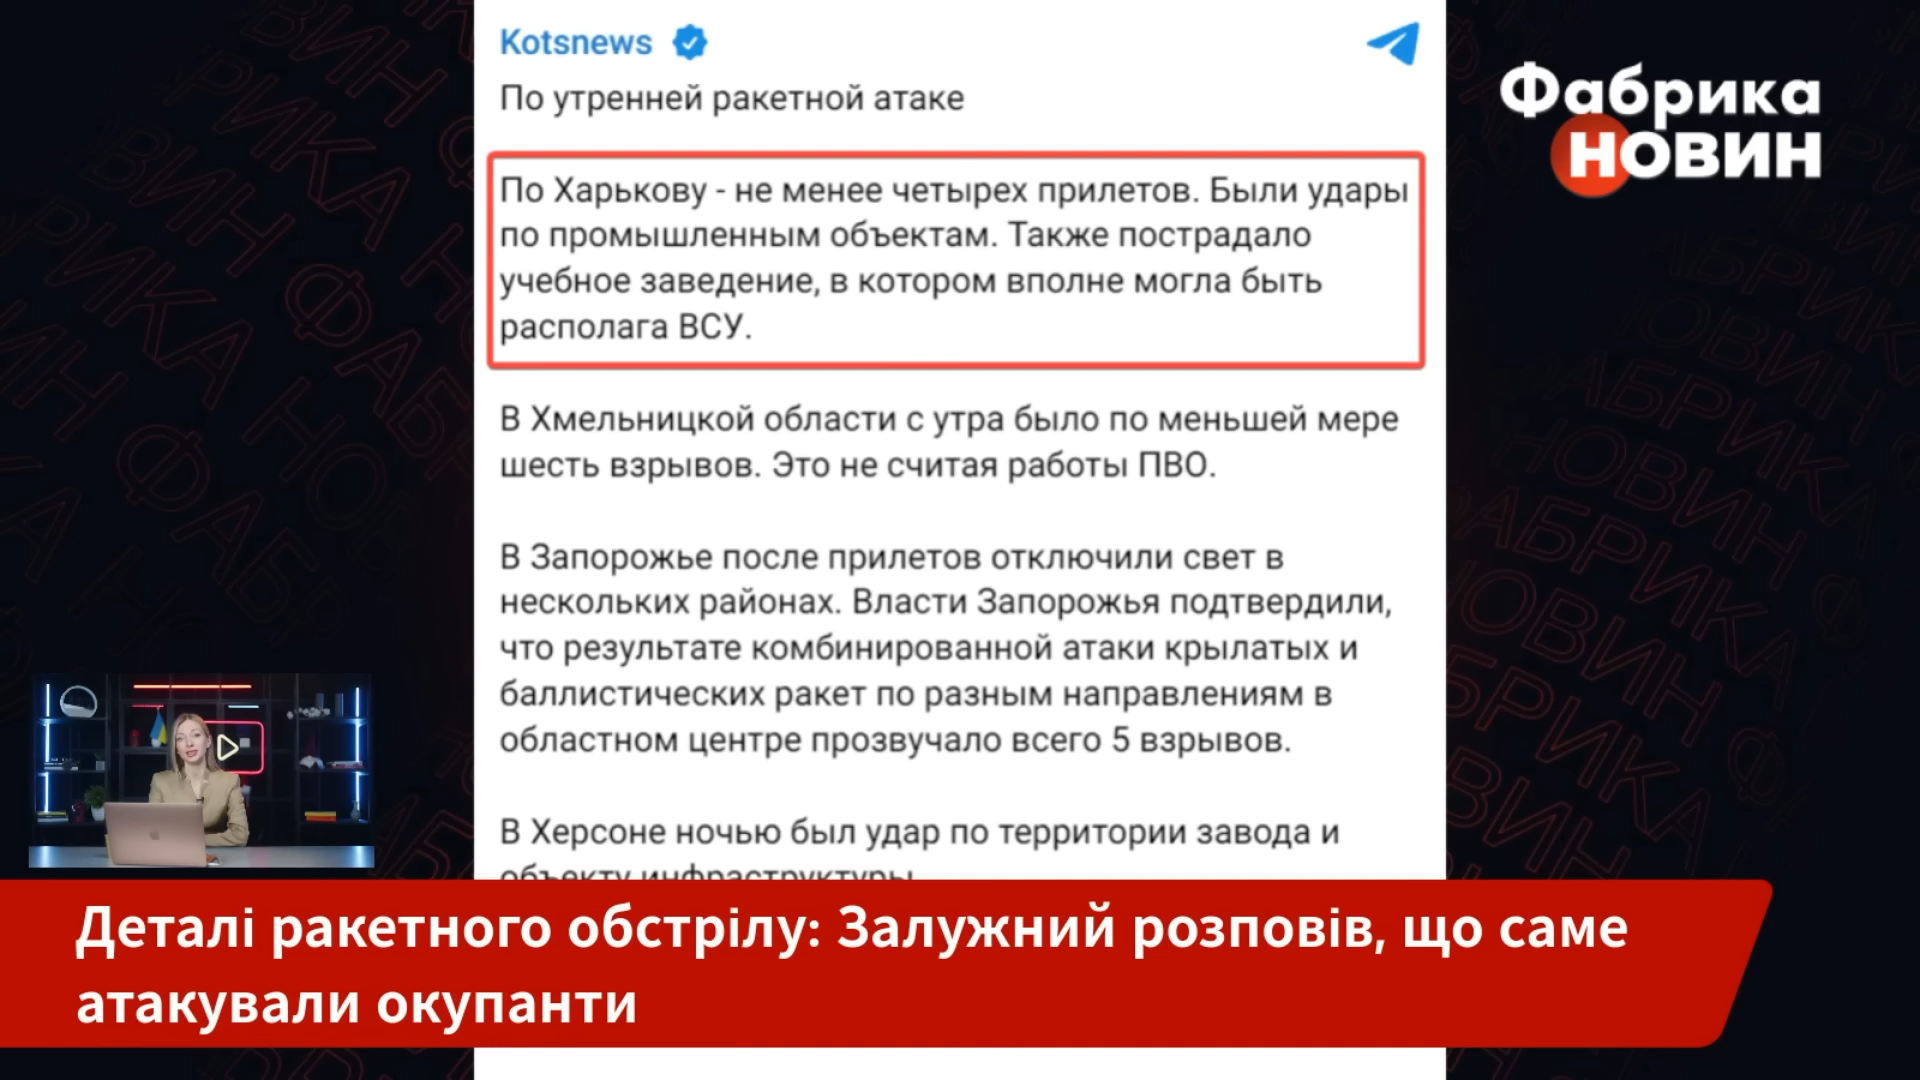 Kotsnews
По утренней ракетной атаке
По Харькову - не менее четырех прилетов. Были удары
по промышленным объектам. Также пострадало
учебное заведение, в котором вполне могла быть
располага ВСУ.
В Хмельницкой области с утра было по меньшей мере
шесть взрывов. Это не считая работы ПВО.
В Запорожье после прилетов отключили свет в
нескольких районах. Власти Запорожья подтвердили,
что результате комбинированной атаки крылатых и
баллистических ракет по разным направлениям в
областном центре прозвучало всего 5 взрывов.
В Херсоне ночью был удар по территории завода и
объекту инфраструктуры
Фабрика
новин
Деталі ракетного обстрілу: Залужний розповів, що саме
атакували окупанти